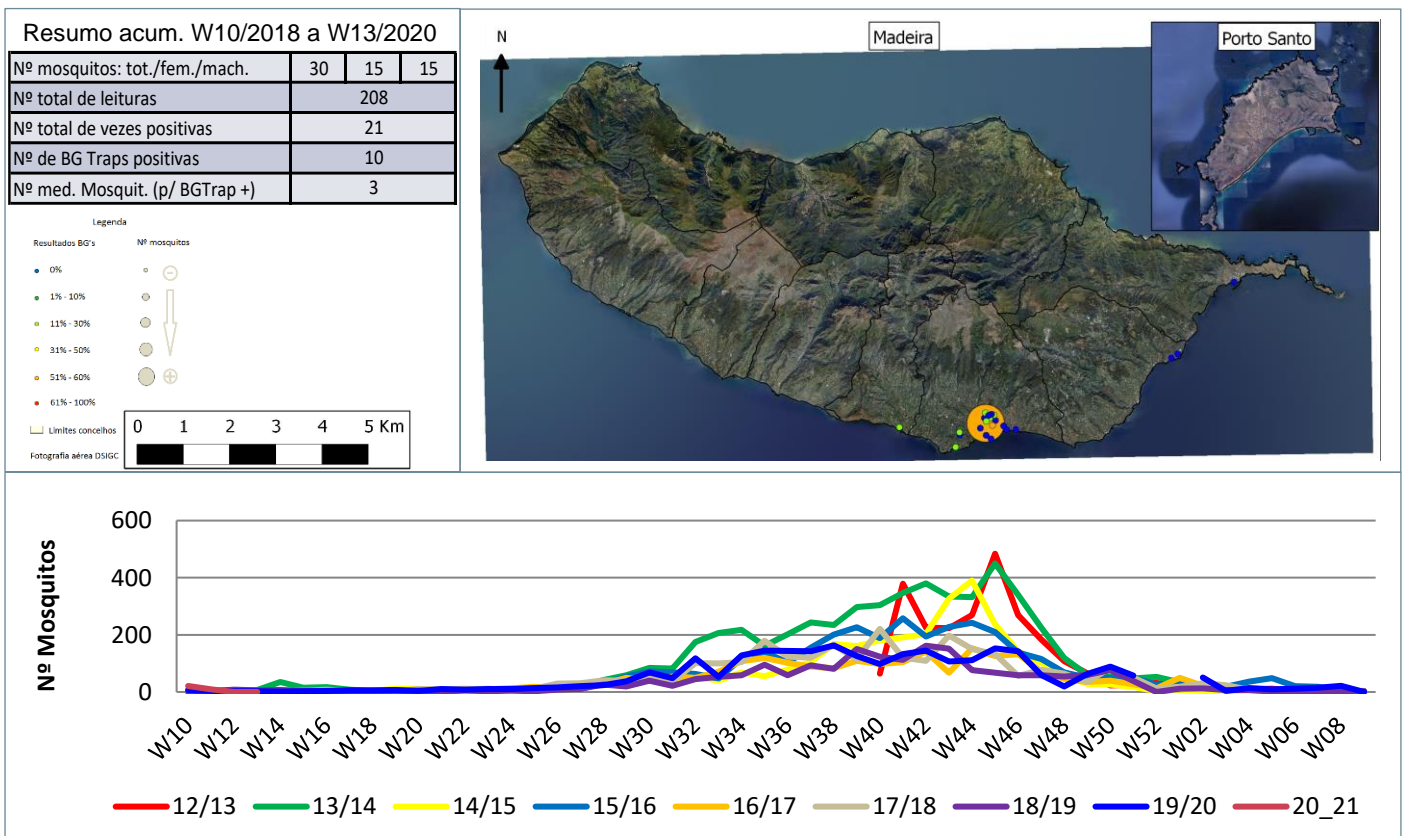 Resumo acum. W10/2018 a W13/2020
Nº mosquitos: tot./fem./mach. 30 15 15
Nº total de leituras 208
Nº total de vezes positivas 21
Nº de BG Traps positivas 10
Nº med. Mosquit. (p/ BGTrap +) 3
Legenda
Resultados BG's Nº mosquitos
0%
1% - 10%
11% - 30%
31% - 50%
51% - 60%
61% - 100%
Limites concelhos
Fotografia aérea DSIGC
0 1 2 3 4 5 Km
N
Madeira
Porto Santo
Nº Mosquitos
600
400
200
0
W10 W12 W14 W16 W18 W20 W22 W24 W26 W28 W30 W32 W34 W36 W38 W40 W42 W44 W46 W48 W50 W52 W02 W04 W06 W08
12/13 13/14 14/15 15/16 16/17 17/18 18/19 19/20 20_21